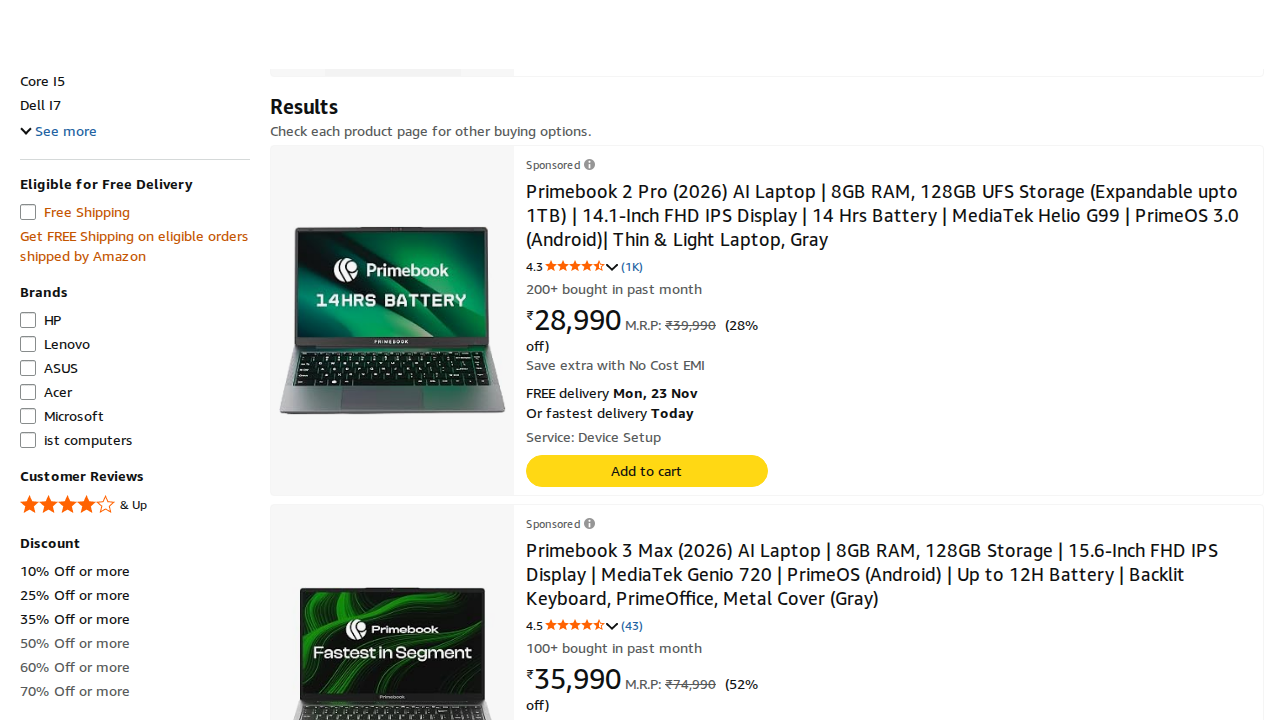 Core I5
Dell I7
See more
Eligible for Free Delivery
Free Shipping
Get FREE Shipping on eligible orders
shipped by Amazon
Brands
HP
Lenovo
ASUS
Acer
Microsoft
ist computers
Customer Reviews
& Up
Discount
10% Off or more
25% Off or more
35% Off or more
50% Off or more
60% Off or more
70% Off or more
Results
Check each product page for other buying options.
Primebook
14HRS BATTERY
PRIMEBOOK
Sponsored
Primebook 2 Pro (2026) AI Laptop | 8GB RAM, 128GB UFS Storage (Expandable upto
1TB) | 14.1-Inch FHD IPS Display | 14 Hrs Battery | MediaTek Helio G99 | PrimeOS 3.0
(Android)| Thin & Light Laptop, Gray
4.3 (1K)
200+ bought in past month
₹28,990 M.R.P: ₹39,990 (28%
off)
Save extra with No Cost EMI
FREE delivery Mon, 23 Nov
Or fastest delivery Today
Service: Device Setup
Add to cart
Primebook
Fastest in Segment
Primebook
Sponsored
Primebook 3 Max (2026) AI Laptop | 8GB RAM, 128GB Storage | 15.6-Inch FHD IPS
Display | MediaTek Genio 720 | PrimeOS (Android) | Up to 12H Battery | Backlit
Keyboard, PrimeOffice, Metal Cover (Gray)
4.5 (43)
100+ bought in past month
₹35,990 M.R.P: ₹74,990 (52%
off)